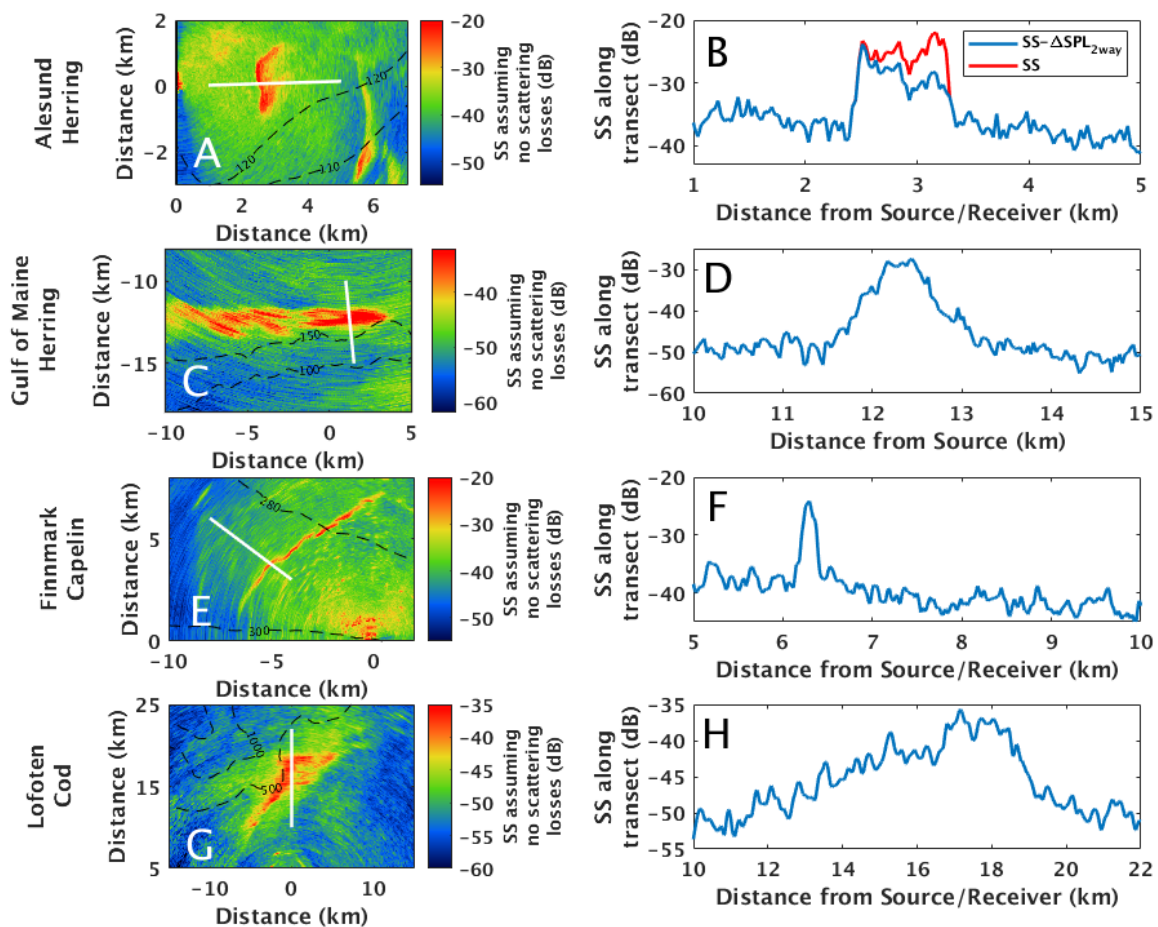 Alesund
Herring
Distance (km)
2
0
−2
A
120
120
110
0
2
4
6
Distance (km)
−20
−30
−40
−50
SS assuming
no scattering
losses (dB)
SS along
transect (dB)
−20
−30
−40
B
SS−ΔSPL2way
SS
1
2
3
4
5
Distance from Source/Receiver (km)
Gulf of Maine
Herring
Distance (km)
−10
−15
C
150
100
−10
−5
0
5
Distance (km)
−40
−50
−60
SS assuming
no scattering
losses (dB)
SS along
transect (dB)
−30
−40
−50
−60
D
10
11
12
13
14
15
Distance from Source (km)
Finnmark
Capelin
Distance (km)
5
0
E
280
300
−10
−5
0
Distance (km)
−20
−30
−40
−50
SS assuming
no scattering
losses (dB)
SS along
transect (dB)
−20
−30
−40
F
5
6
7
8
9
10
Distance from Source/Receiver (km)
Lofoten
Cod
Distance (km)
25
15
5
G
1000
500
−10
0
10
Distance (km)
−35
−40
−45
−50
−55
−60
SS assuming
no scattering
losses (dB)
SS along
transect (dB)
−35
−40
−45
−50
−55
H
10
12
14
16
18
20
22
Distance from Source/Receiver (km)